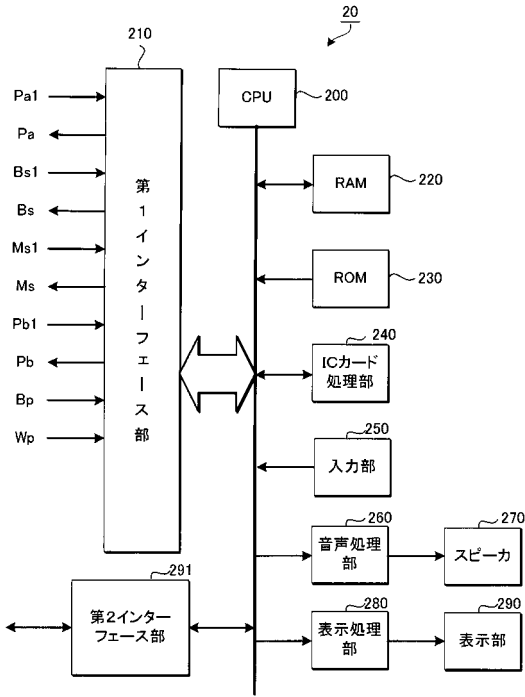 20
210
CPU
200
Pa1
Pa
Bs1
Bs
Ms1
Ms
Pb1
Pb
Bp
Wp
第1インターフェース部
RAM
220
ROM
230
240
ICカード
処理部
250
入力部
260
音声処理
部
270
スピーカ
280
表示処理
部
290
表示部
291
第2インター
フェース部